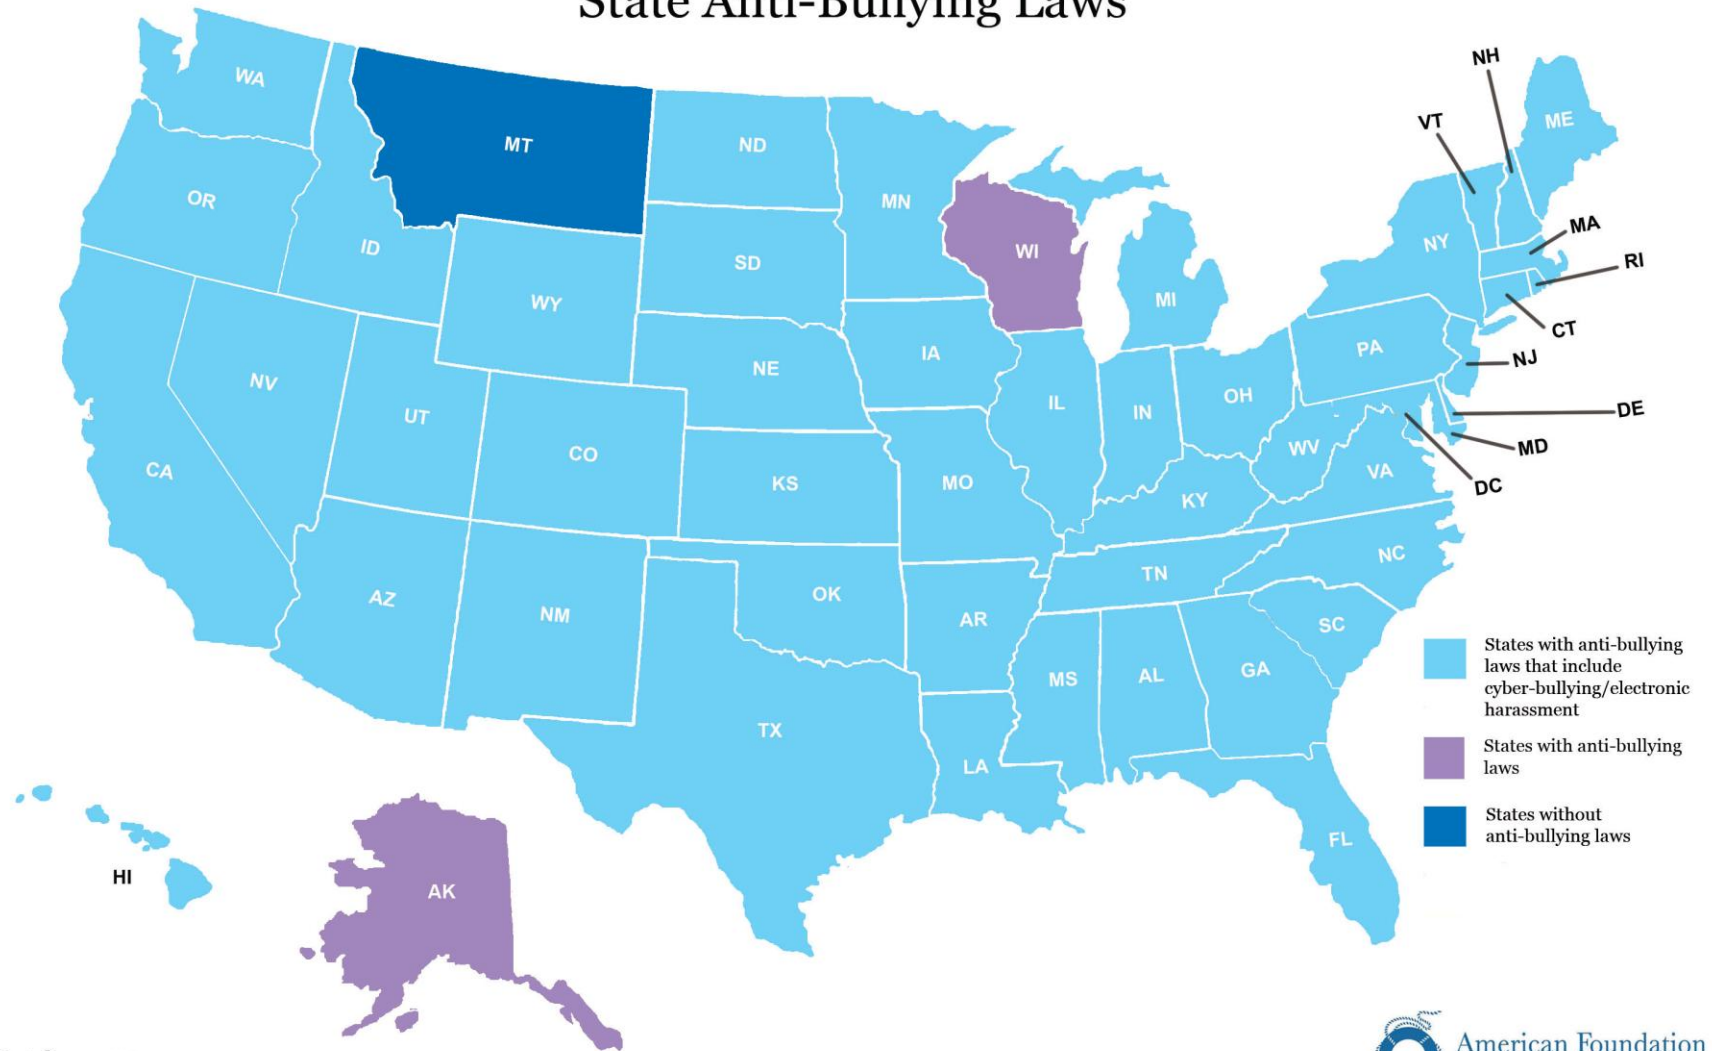 State Anti-Bullying Laws
NH
WA
ME
VT
MT
ND
OR
MN
MA
NY
ID
WI
RI
SD
MI
WY
CT
PA
IA
NJ
NE
NV
OH
UT
IL
IN
DE
CO
WV
MD
CA
VA
KS
MO
DC
KY
NC
TN
AZ
OK
NM
AR
SC
States with anti-bullying
laws that include
cyber-bullying/electronic
harassment
GA
MS
AL
TX
States with anti-bullying
laws
LA
States without
anti-bullying laws
FL
HI
AK
American Foundation